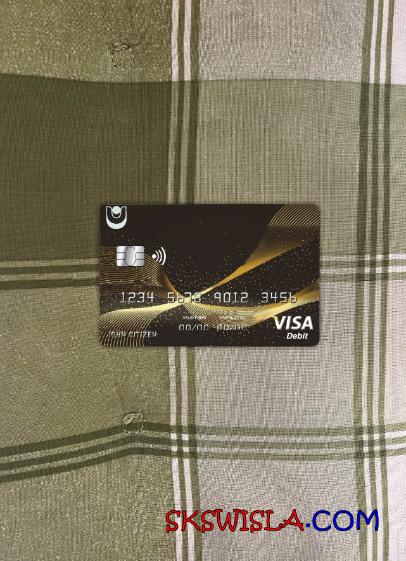 1234 5678 9012 3456
00/00 00/00
VISA
JOHN CITIZEN
Debit
SKSWISLA.COM